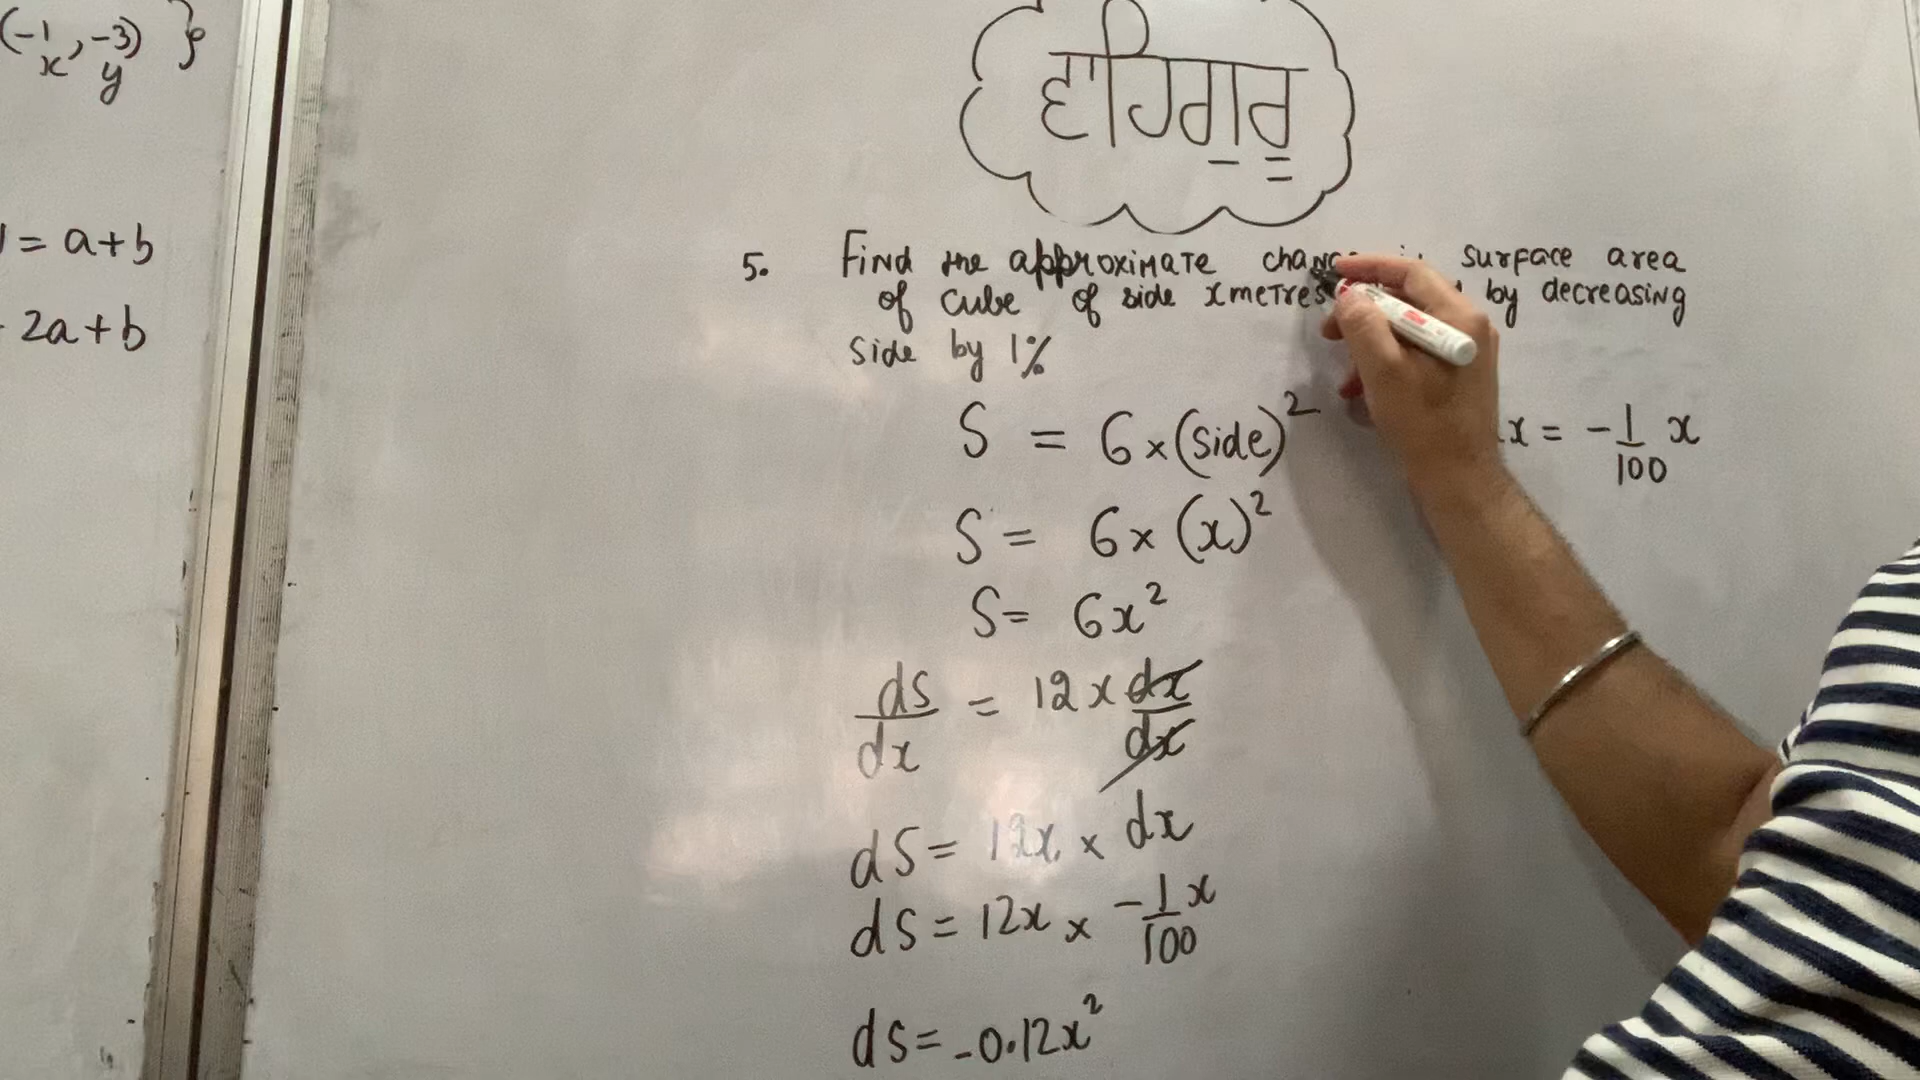 (-1, -3) }
x y
= a+b
2a+b
ਵਾਹਿਗੁਰੂ
5. Find the approximate surface area
of cube of side x metres by decreasing
side by 1%
S = 6 × (side)²
x = -1/100 x
S = 6 × (x)²
S = 6x²
dS/dx = 12x dx/dx
dS = 12x × dx
dS = 12x × -1/100 x
dS = -0.12x²